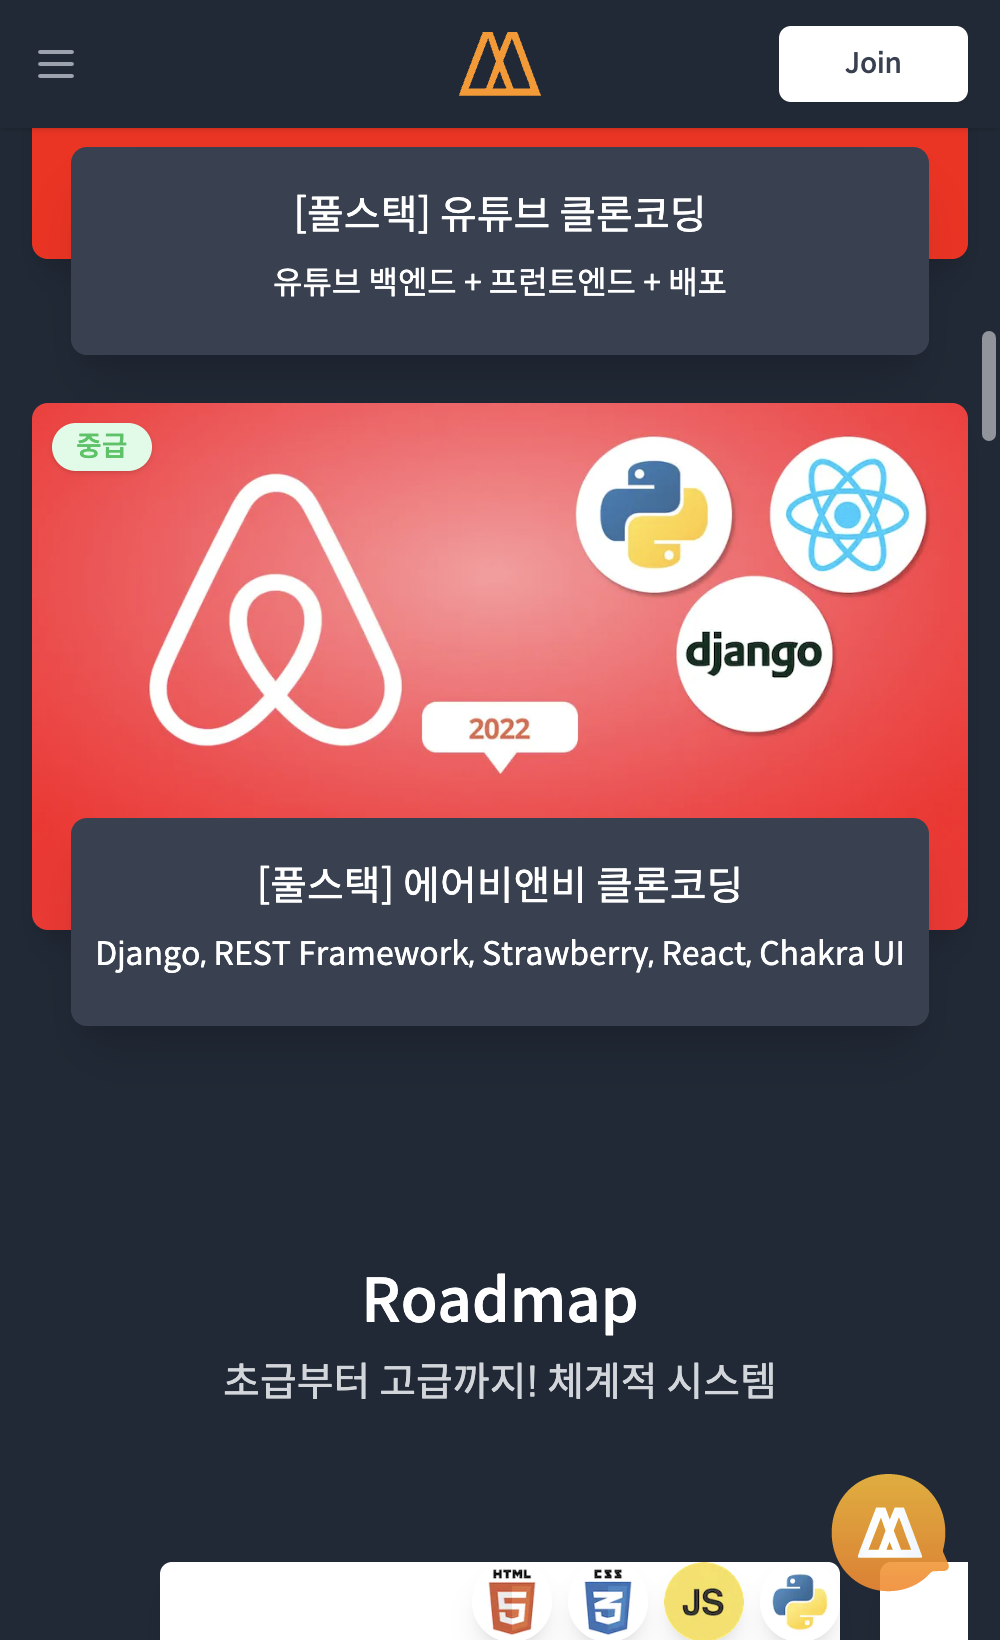 Join
[풀스택] 유튜브 클론코딩
유튜브 백엔드 + 프런트엔드 + 배포
중급
django
2022
[풀스택] 에어비앤비 클론코딩
Django, REST Framework, Strawberry, React, Chakra UI
Roadmap
초급부터 고급까지! 체계적 시스템
HTML
5
CSS
3
JS